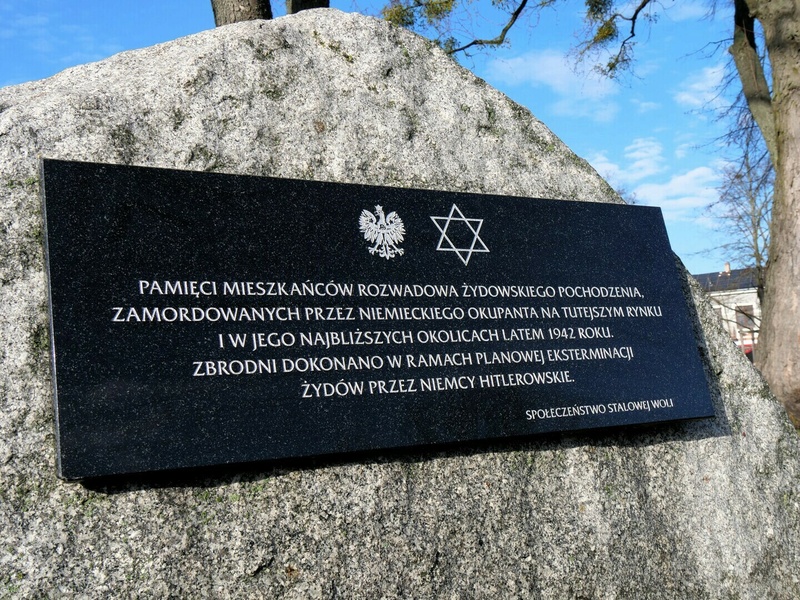 PAMIĘCI MIESZKAŃCÓW ROZWADOWA ŻYDOWSKIEGO POCHODZENIA,
ZAMORDOWANYCH PRZEZ NIEMIECKIEGO OKUPANTA NA TUTEJSZYM RYNKU
I W JEGO NAJBLIŻSZYCH OKOLICACH LATEM 1942 ROKU.
ZBRODNI DOKONANO W RAMACH PLANOWEJ EKSTERMINACJI
ŻYDÓW PRZEZ NIEMCY HITLEROWSKIE.
SPOŁECZEŃSTWO STALOWEJ WOLI